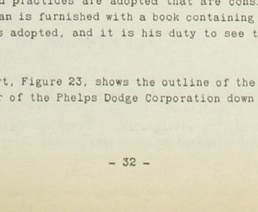 d practices are adopted that are cons
an is furnished with a book containing
s adopted, and it is his duty to see t
rt, Figure 23, shows the outline of the
r of the Phelps Dodge Corporation down
- 32 -